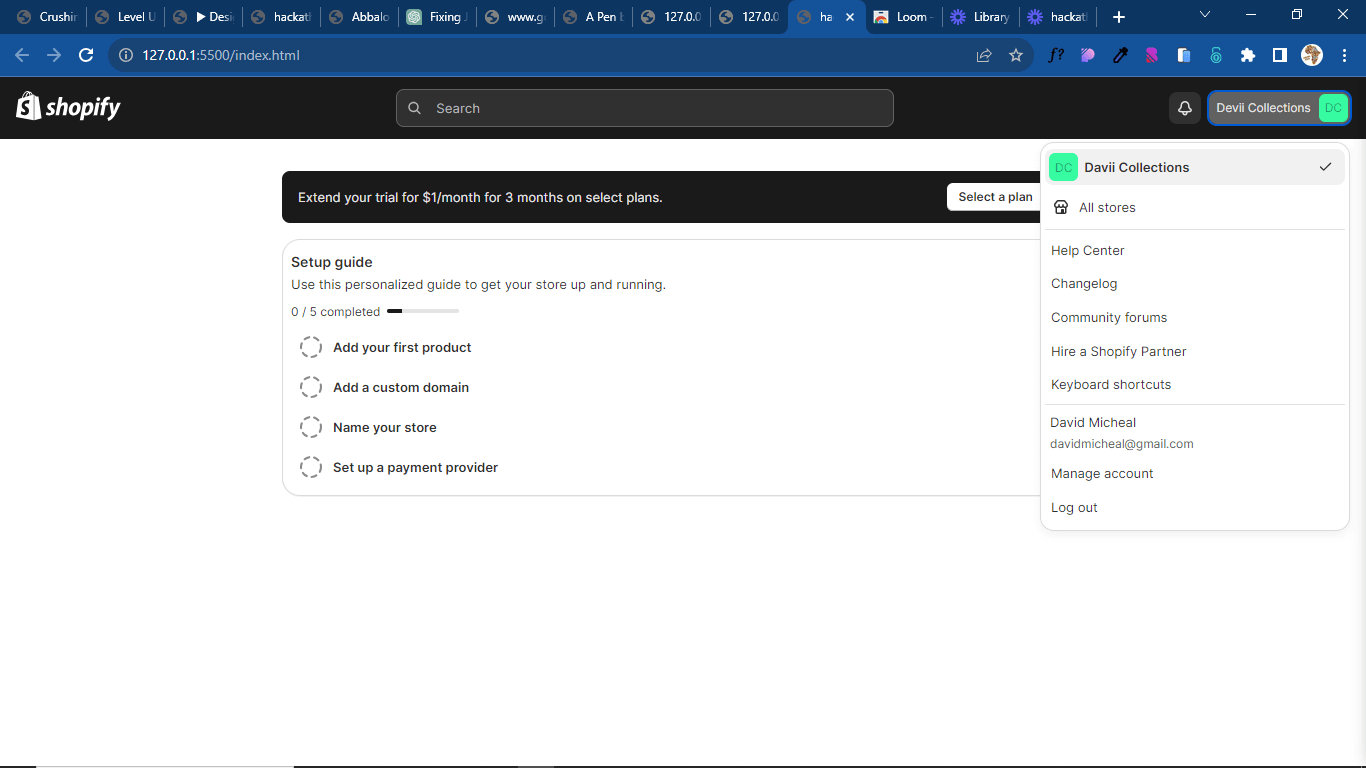 Crushin
Level U
Desi
hackath
Abbalo
Fixing J
www.g
A Pen b
127.0.0
127.0.0
ha
Loom -
Library
hackath
127.0.0.1:5500/index.html
f?
shopify
Search
Devii Collections DC
DC Davii Collections
Extend your trial for $1/month for 3 months on select plans.
Select a plan
All stores
Setup guide
Use this personalized guide to get your store up and running.
0 / 5 completed
Add your first product
Add a custom domain
Name your store
Set up a payment provider
Help Center
Changelog
Community forums
Hire a Shopify Partner
Keyboard shortcuts
David Micheal
davidmicheal@gmail.com
Manage account
Log out